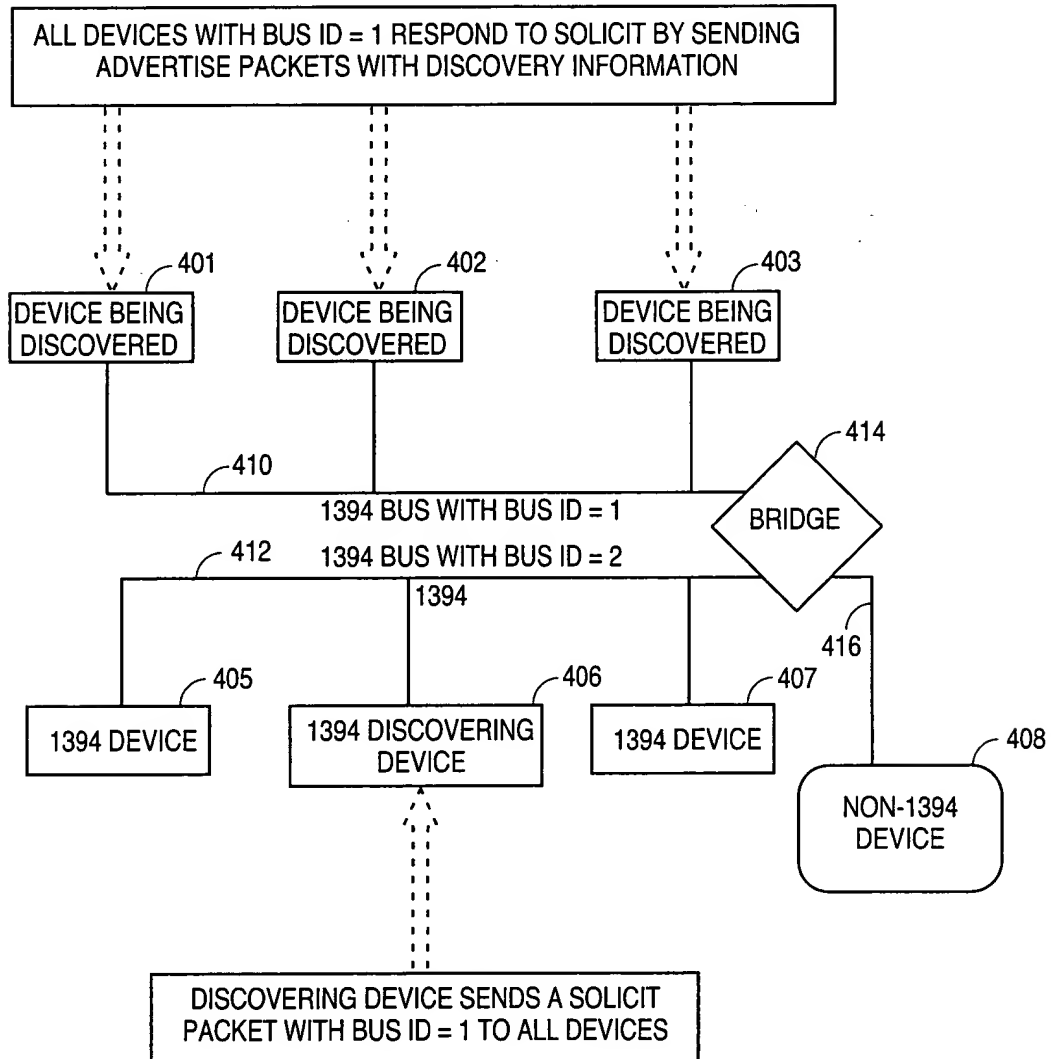 ALL DEVICES WITH BUS ID = 1 RESPOND TO SOLICIT BY SENDING
ADVERTISE PACKETS WITH DISCOVERY INFORMATION
401
402
403
DEVICE BEING
DISCOVERED
DEVICE BEING
DISCOVERED
DEVICE BEING
DISCOVERED
414
410
1394 BUS WITH BUS ID = 1
BRIDGE
412
1394 BUS WITH BUS ID = 2
1394
416
405
406
407
1394 DEVICE
1394 DISCOVERING
DEVICE
1394 DEVICE
408
NON-1394
DEVICE
DISCOVERING DEVICE SENDS A SOLICIT
PACKET WITH BUS ID = 1 TO ALL DEVICES